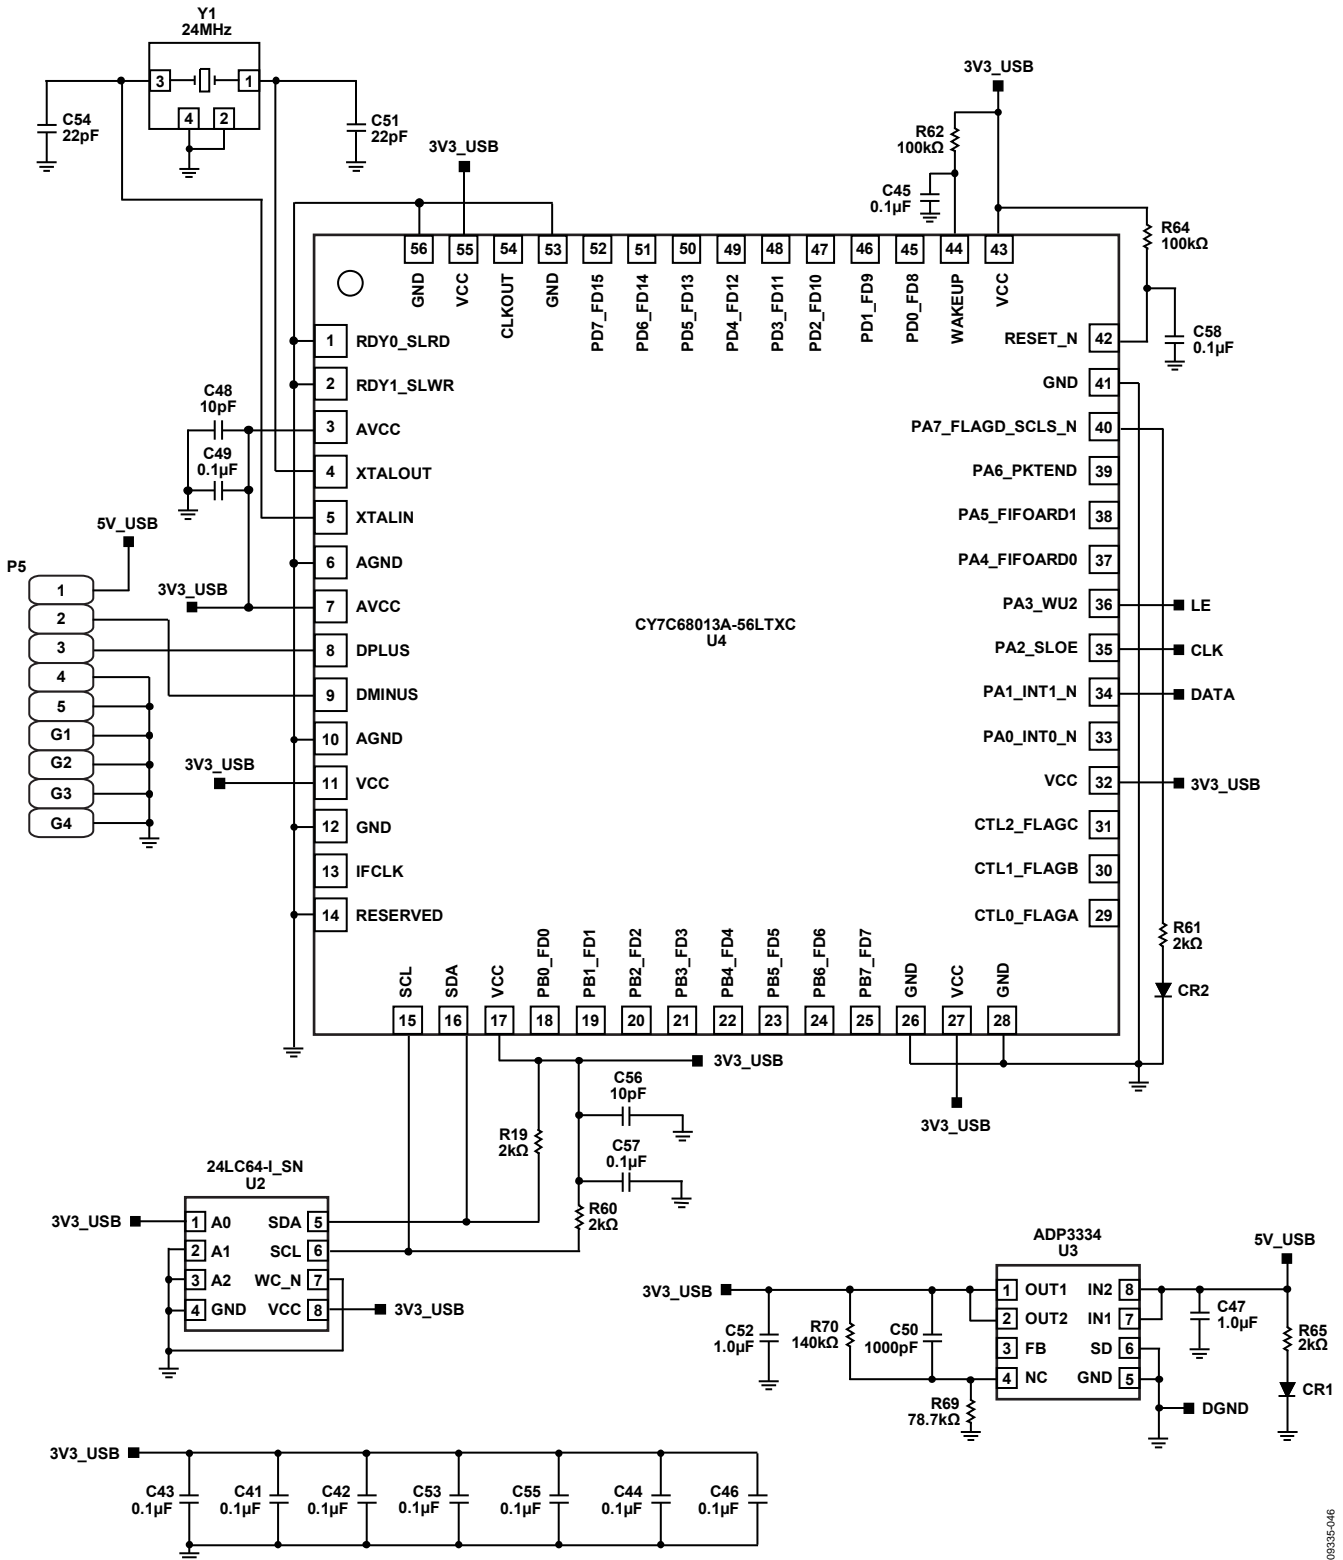 Y1
24MHz
3
1
4
2
C54
22pF
C51
22pF
3V3_USB
3V3_USB
R62
100kΩ
C45
0.1µF
R64
100kΩ
C58
0.1µF
56 55 54 53 52 51 50 49 48 47 46 45 44 43
GND VCC CLKOUT GND PD7_FD15 PD6_FD14 PD5_FD13 PD4_FD12 PD3_FD11 PD2_FD10 PD1_FD9 PD0_FD8 WAKEUP VCC
1 RDY0_SLRD
2 RDY1_SLWR
3 AVCC
4 XTALOUT
5 XTALIN
6 AGND
7 AVCC
8 DPLUS
9 DMINUS
10 AGND
11 VCC
12 GND
13 IFCLK
14 RESERVED
C48
10pF
C49
0.1µF
5V_USB
P5
1
2
3
4
5
G1
G2
G3
G4
3V3_USB
3V3_USB
CY7C68013A-56LTXC
U4
RESET_N 42
GND 41
PA7_FLAGD_SCLS_N 40
PA6_PKTEND 39
PA5_FIFOARD1 38
PA4_FIFOARD0 37
PA3_WU2 36 LE
PA2_SLOE 35 CLK
PA1_INT1_N 34 DATA
PA0_INT0_N 33
VCC 32 3V3_USB
CTL2_FLAGC 31
CTL1_FLAGB 30
CTL0_FLAGA 29
R61
2kΩ
CR2
SCL SDA VCC PB0_FD0 PB1_FD1 PB2_FD2 PB3_FD3 PB4_FD4 PB5_FD5 PB6_FD6 PB7_FD7 GND VCC GND
15 16 17 18 19 20 21 22 23 24 25 26 27 28
3V3_USB
3V3_USB
C56
10pF
C57
0.1µF
R19
2kΩ
R60
2kΩ
24LC64-I_SN
U2
3V3_USB 1 A0 SDA 5
2 A1 SCL 6
3 A2 WC_N 7
4 GND VCC 8 3V3_USB
ADP3334
U3
5V_USB
3V3_USB 1 OUT1 IN2 8
2 OUT2 IN1 7
3 FB SD 6
4 NC GND 5
C52
1.0µF
R70
140kΩ
C50
1000pF
R69
78.7kΩ
C47
1.0µF
R65
2kΩ
CR1
DGND
3V3_USB
C43
0.1µF
C41
0.1µF
C42
0.1µF
C53
0.1µF
C55
0.1µF
C44
0.1µF
C46
0.1µF
09335-046